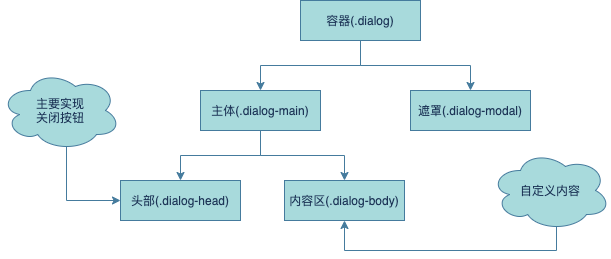 容器(.dialog)
主体(.dialog-main)
遮罩(.dialog-modal)
主要实现
关闭按钮
头部(.dialog-head)
内容区(.dialog-body)
自定义内容